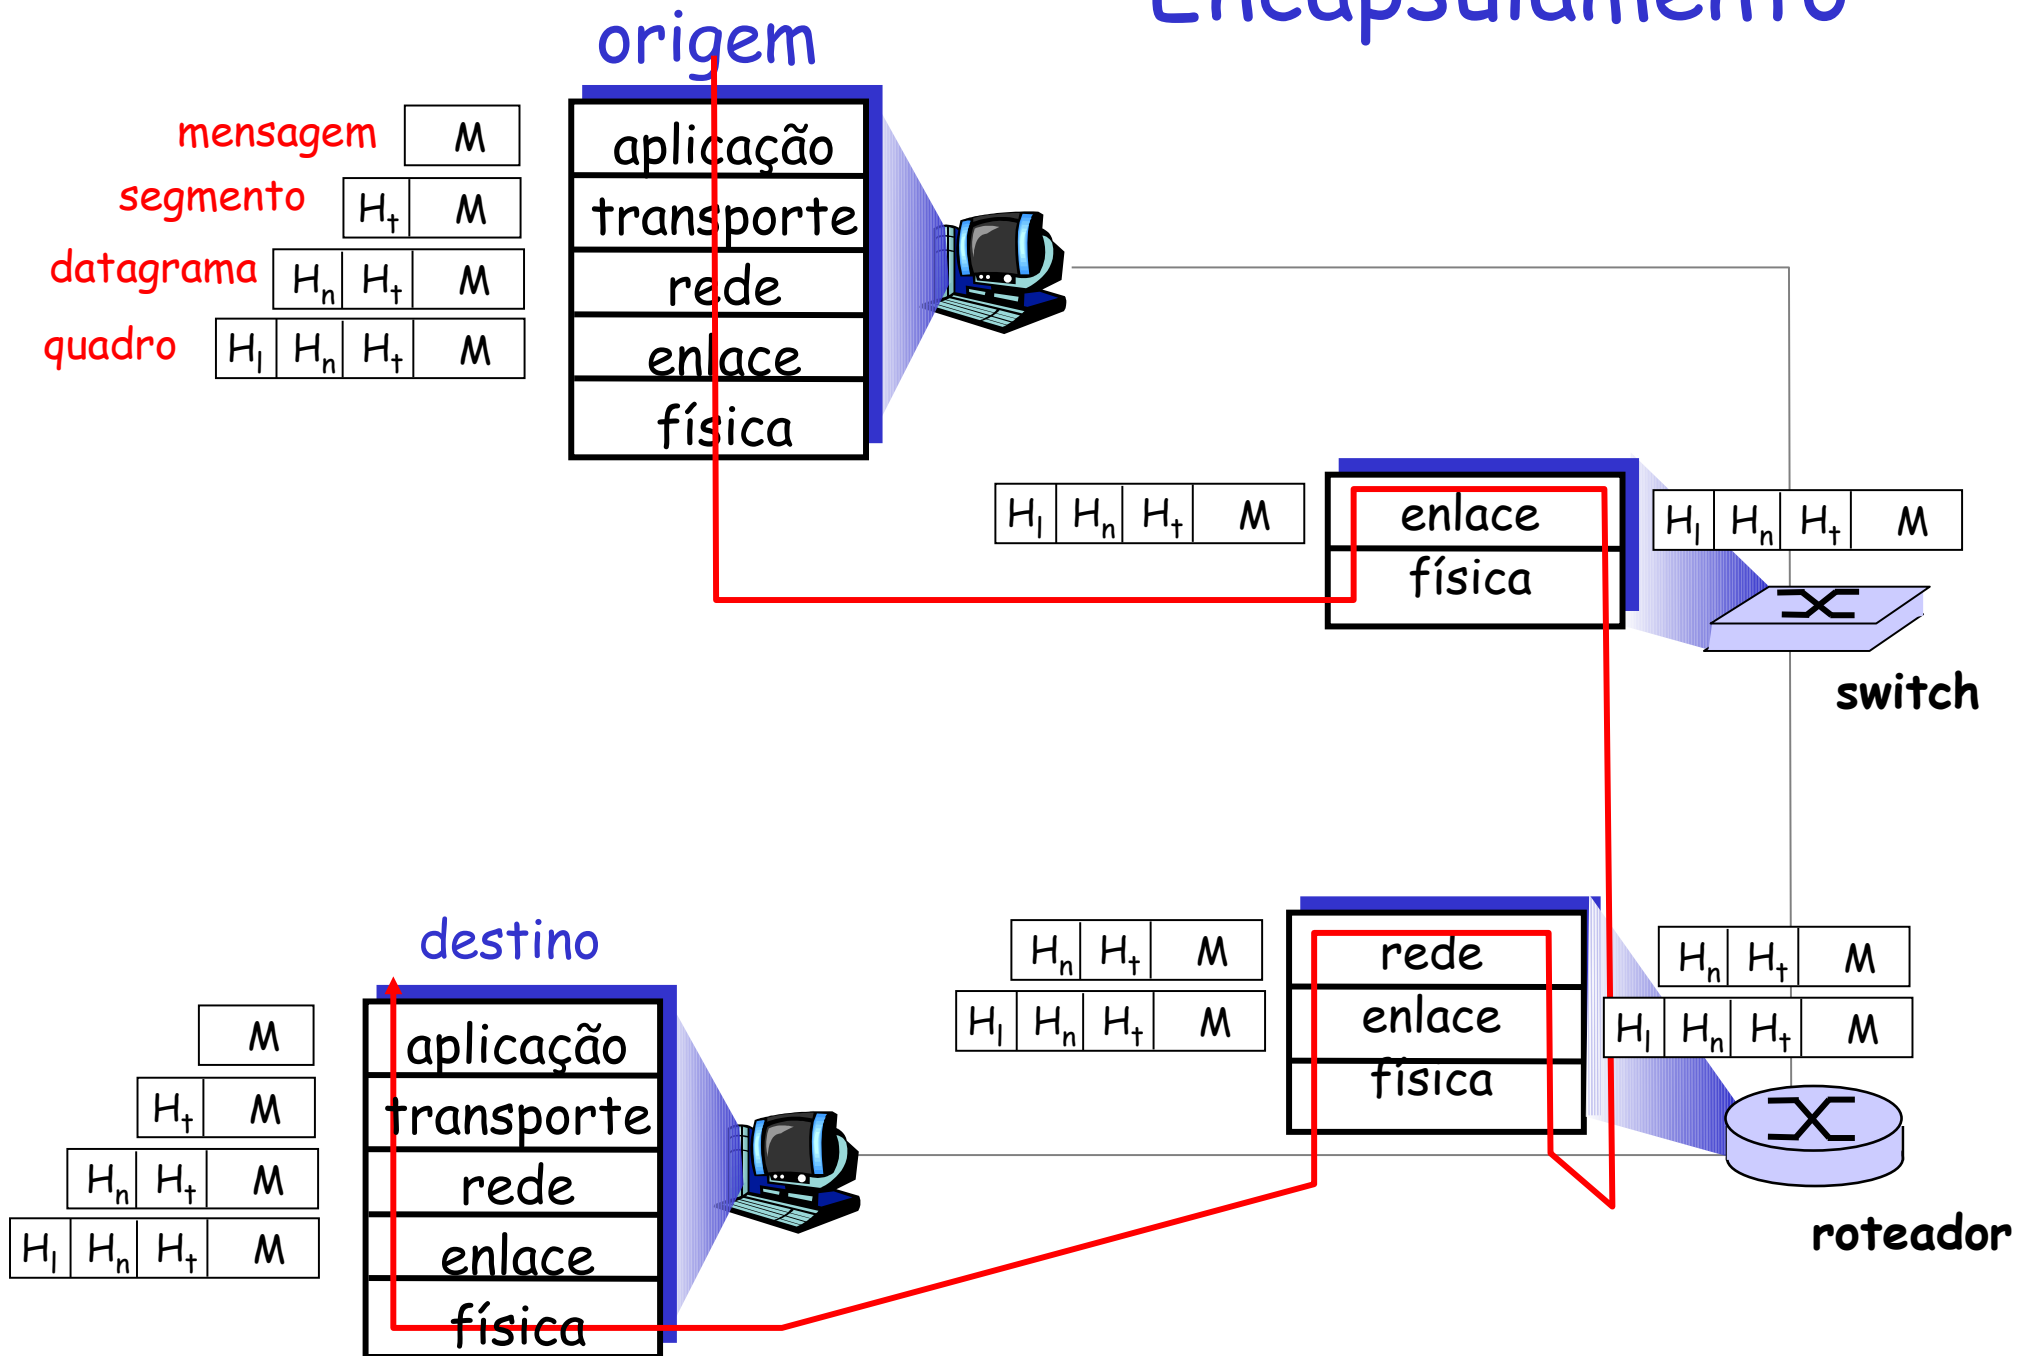 Encapsulamento
origem
mensagem M aplicação
segmento Ht M transporte
datagrama Hn Ht M rede
quadro Hl Hn Ht M enlace
física
Hl Hn Ht M enlace Hl Hn Ht M
física
switch
destino
Hn Ht M rede Hn Ht M
Hl Hn Ht M enlace Hl Hn Ht M
física
M aplicação
Ht M transporte
Hn Ht M rede
roteador
Hl Hn Ht M enlace
física